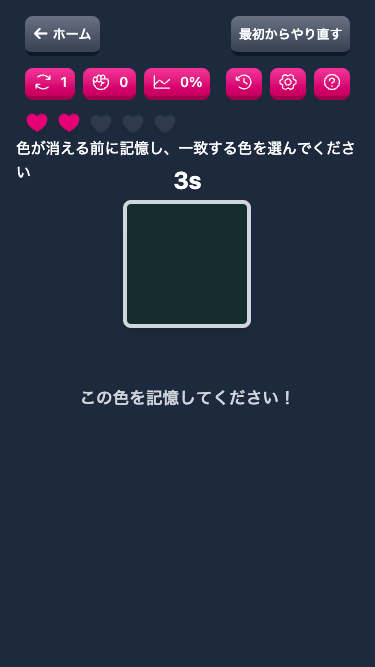 ホーム
最初からやり直す
1
0
0%
色が消える前に記憶し、一致する色を選んでくださ
い
3s
この色を記憶してください！